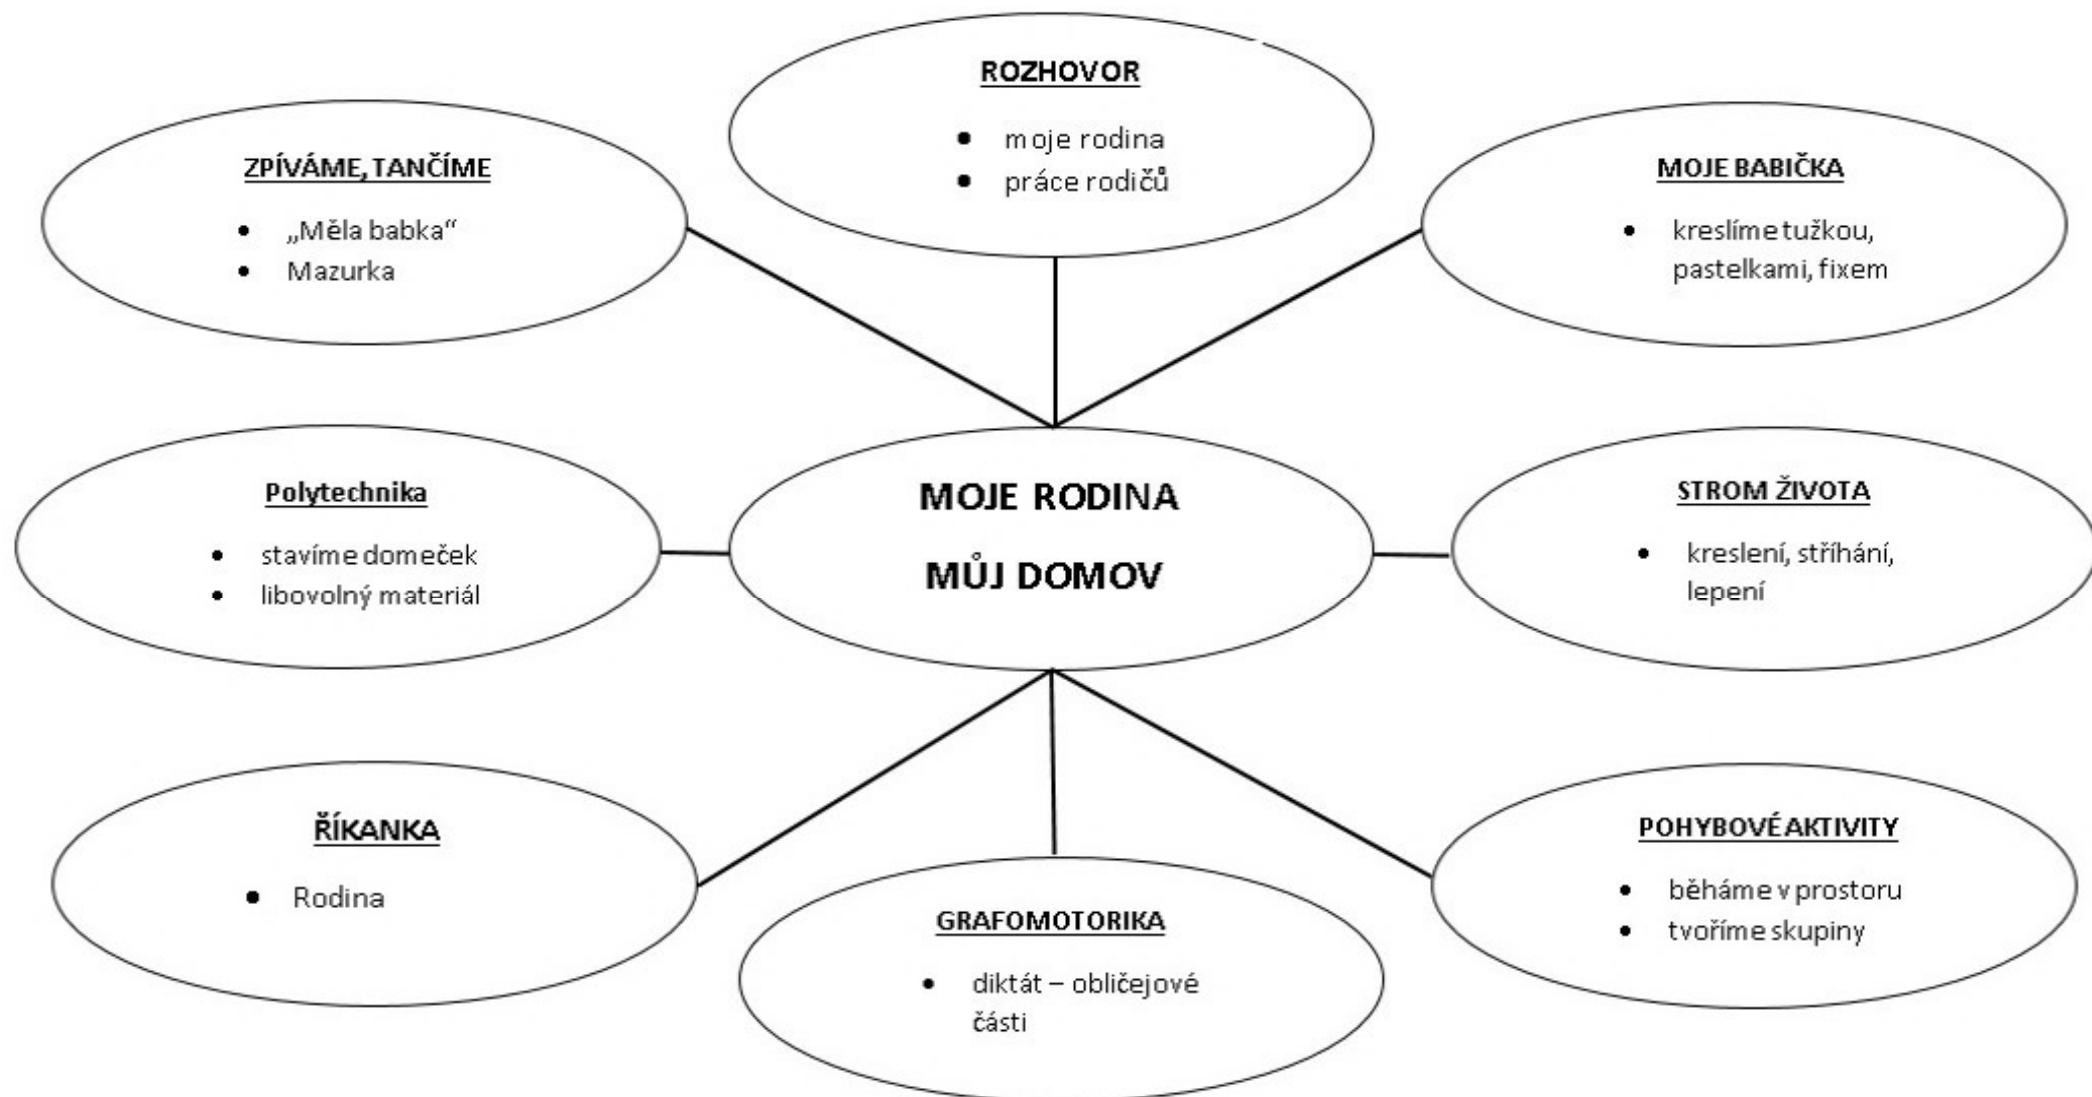 ROZHOVOR
• moje rodina
• práce rodičů
ZPÍVÁME, TANČÍME
• „Měla babka“
• Mazurka
MOJE BABIČKA
• kreslíme tužkou,
pastelkami, fixem
Polytechnika
• stavíme domeček
• libovolný materiál
MOJE RODINA
MŮJ DOMOV
STROM ŽIVOTA
• kreslení, stříhání,
lepení
ŘÍKANKA
• Rodina
GRAFOMOTORIKA
• diktát – obličejové
části
POHYBOVÉ AKTIVITY
• běháme v prostoru
• tvoříme skupiny